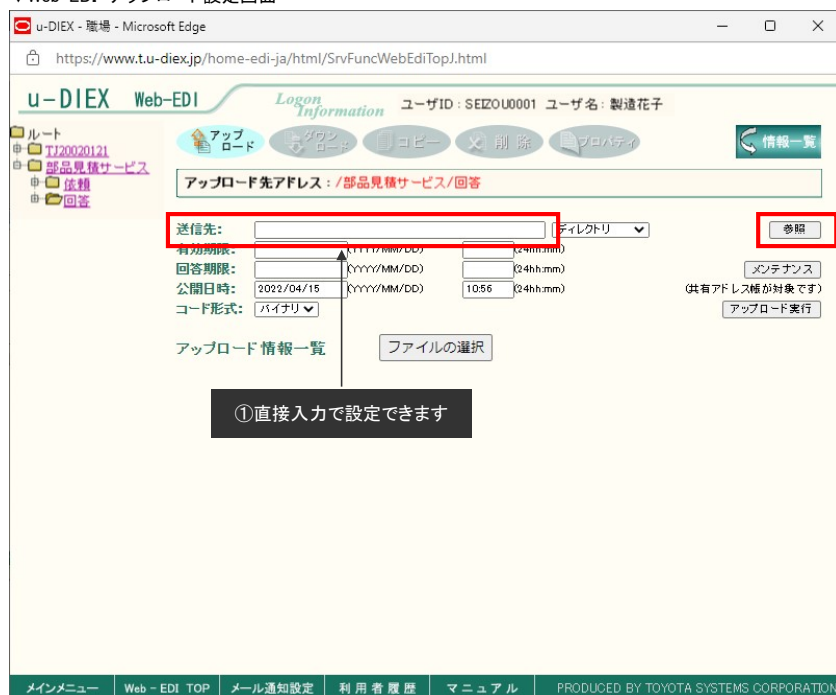 u-DIEX - 職場 - Microsoft Edge
https://www.t.u-diex.jp/home-edi-ja/html/SrvFuncWebEdiTopJ.html
u-DIEX Web-EDI Logon Information ユーザID：SEIZOU0001 ユーザ名：製造花子
ルート
TJ20020121
部品見積サービス
依頼
回答
アップロード ダウンロード コピー 削除 プロパティ 情報一覧
アップロード先アドレス：/部品見積サービス/回答
送信先： ディレクトリ 参照
有効期限： (YYYY/MM/DD) (24hh:mm)
回答期限： (YYYY/MM/DD) (24hh:mm) メンテナンス
公開日時： 2022/04/15 (YYYY/MM/DD) 10:56 (24hh:mm) (共有アドレス帳が対象です)
コード形式： バイナリ アップロード実行
アップロード情報一覧 ファイルの選択
①直接入力で設定できます
メインメニュー Web-EDI TOP メール通知設定 利用者履歴 マニュアル PRODUCED BY TOYOTA SYSTEMS CORPORATION